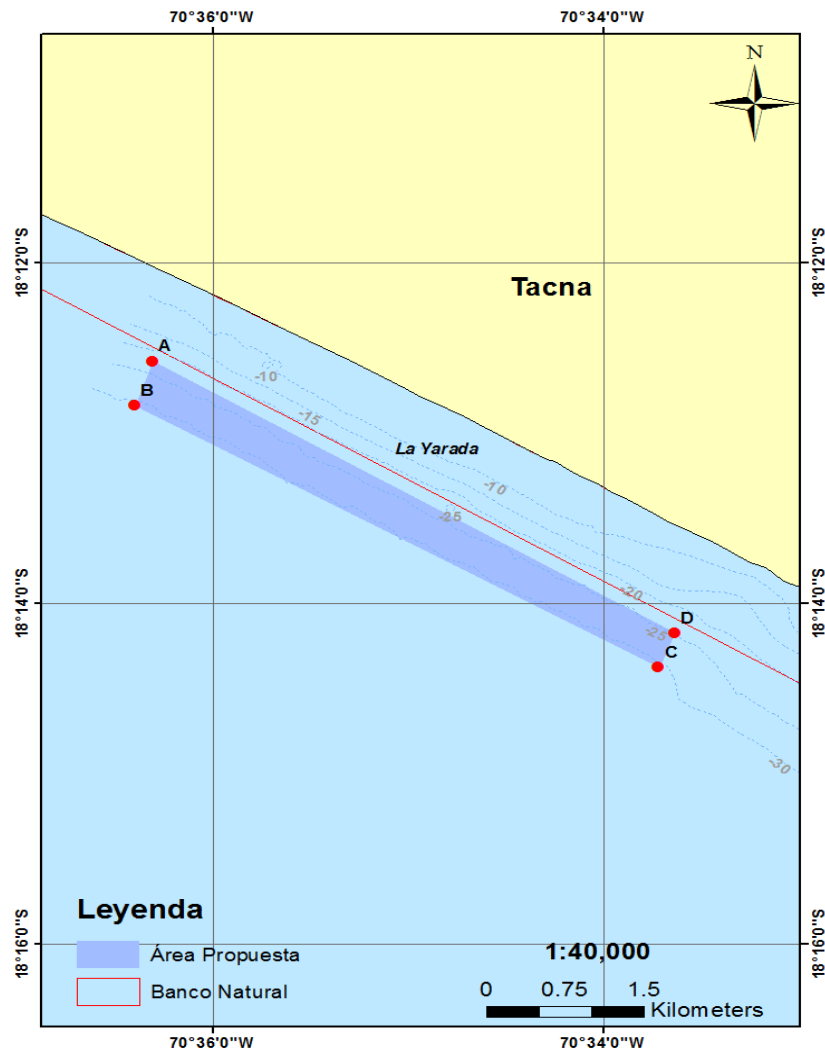 70°36'0"W 70°34'0"W
N
18°12'0"S 18°12'0"S
Tacna
A
-10
B
-15
La Yarada
-10
-25
18°14'0"S 18°14'0"S
-20
D
-25
C
-30
Leyenda
Área Propuesta
Banco Natural
1:40,000
0 0.75 1.5
Kilometers
18°16'0"S 18°16'0"S
70°36'0"W 70°34'0"W